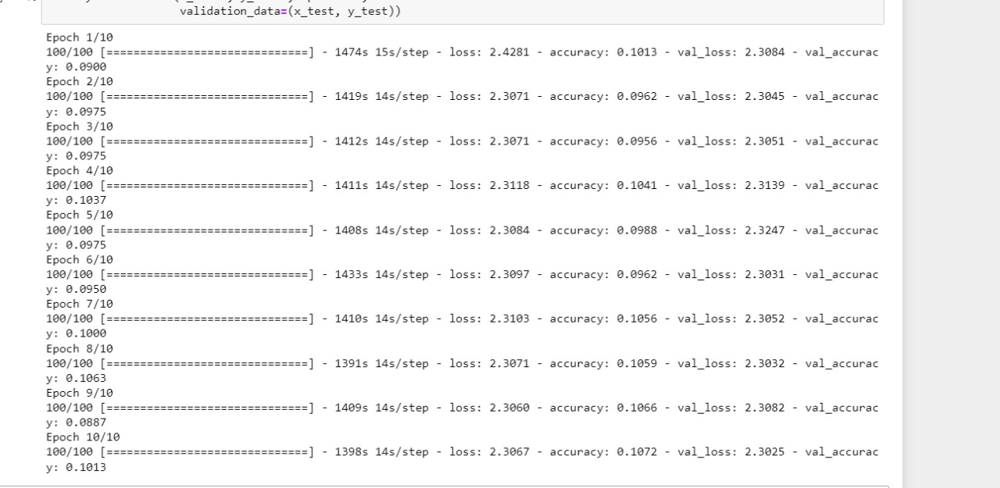 validation_data=(x_test, y_test))
Epoch 1/10
100/100 [==============================] - 1474s 15s/step - loss: 2.4281 - accuracy: 0.1013 - val_loss: 2.3084 - val_accurac
y: 0.0900
Epoch 2/10
100/100 [==============================] - 1419s 14s/step - loss: 2.3071 - accuracy: 0.0962 - val_loss: 2.3045 - val_accurac
y: 0.0975
Epoch 3/10
100/100 [==============================] - 1412s 14s/step - loss: 2.3071 - accuracy: 0.0956 - val_loss: 2.3051 - val_accurac
y: 0.0975
Epoch 4/10
100/100 [==============================] - 1411s 14s/step - loss: 2.3118 - accuracy: 0.1041 - val_loss: 2.3139 - val_accurac
y: 0.1037
Epoch 5/10
100/100 [==============================] - 1408s 14s/step - loss: 2.3084 - accuracy: 0.0988 - val_loss: 2.3247 - val_accurac
y: 0.0975
Epoch 6/10
100/100 [==============================] - 1433s 14s/step - loss: 2.3097 - accuracy: 0.0962 - val_loss: 2.3031 - val_accurac
y: 0.0950
Epoch 7/10
100/100 [==============================] - 1410s 14s/step - loss: 2.3103 - accuracy: 0.1056 - val_loss: 2.3052 - val_accurac
y: 0.1000
Epoch 8/10
100/100 [==============================] - 1391s 14s/step - loss: 2.3071 - accuracy: 0.1059 - val_loss: 2.3032 - val_accurac
y: 0.1063
Epoch 9/10
100/100 [==============================] - 1409s 14s/step - loss: 2.3060 - accuracy: 0.1066 - val_loss: 2.3082 - val_accurac
y: 0.0887
Epoch 10/10
100/100 [==============================] - 1398s 14s/step - loss: 2.3067 - accuracy: 0.1072 - val_loss: 2.3025 - val_accurac
y: 0.1013